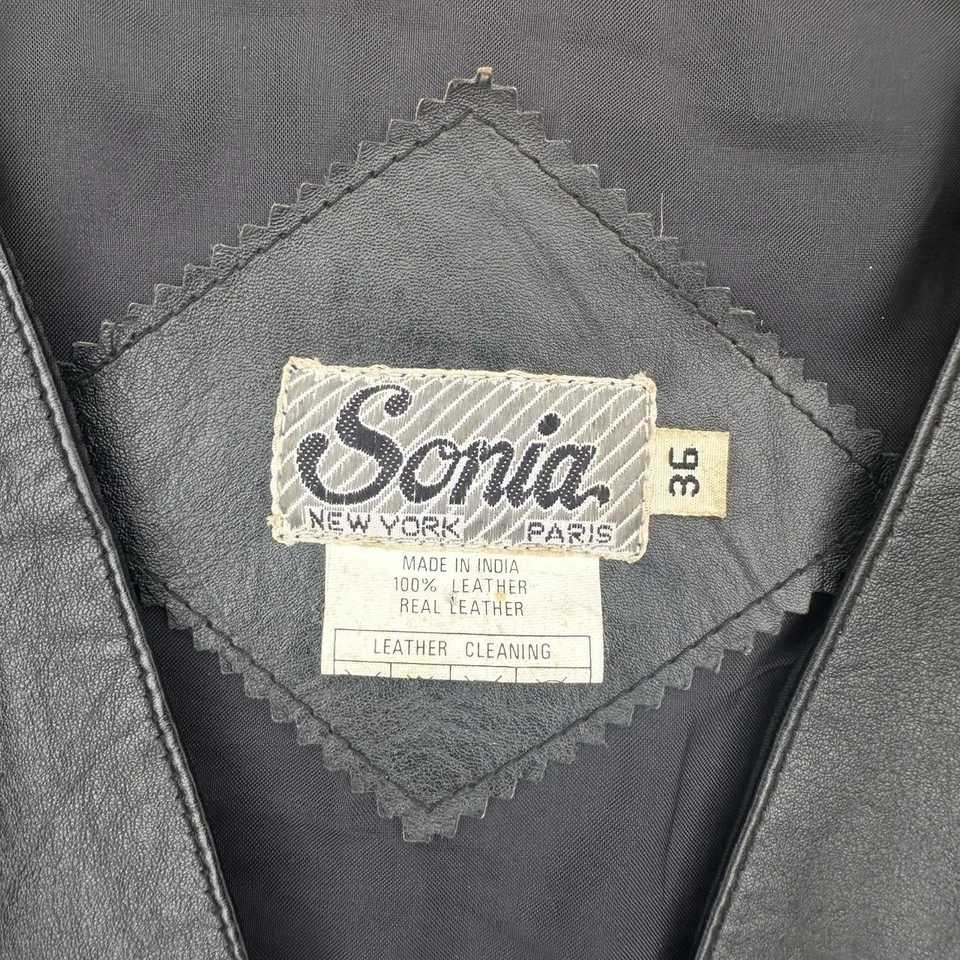 Sonia
NEW YORK PARIS
36
MADE IN INDIA
100% LEATHER
REAL LEATHER
LEATHER CLEANING